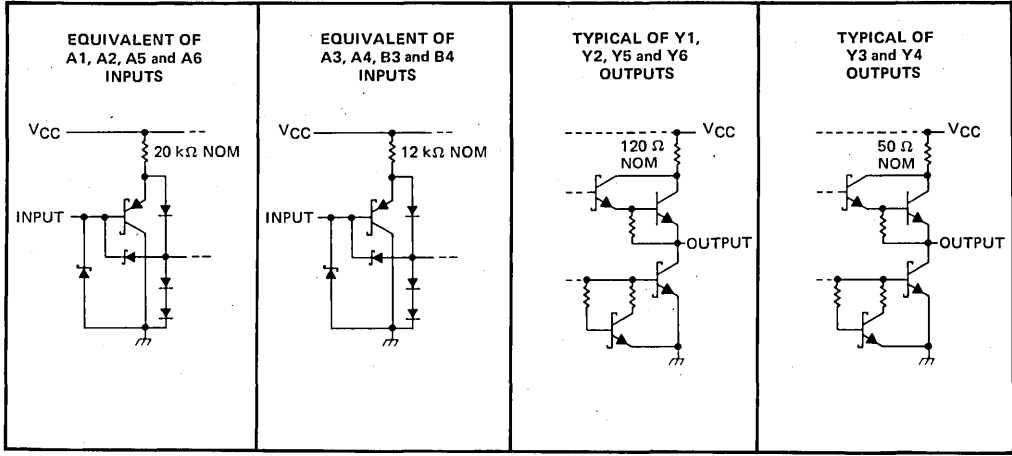 EQUIVALENT OF
A1, A2, A5 and A6
INPUTS
VCC
20 kΩ NOM
INPUT
EQUIVALENT OF
A3, A4, B3 and B4
INPUTS
VCC
12 kΩ NOM
INPUT
TYPICAL OF Y1,
Y2, Y5 and Y6
OUTPUTS
VCC
120 Ω
NOM
OUTPUT
TYPICAL OF
Y3 and Y4
OUTPUTS
VCC
50 Ω
NOM
OUTPUT